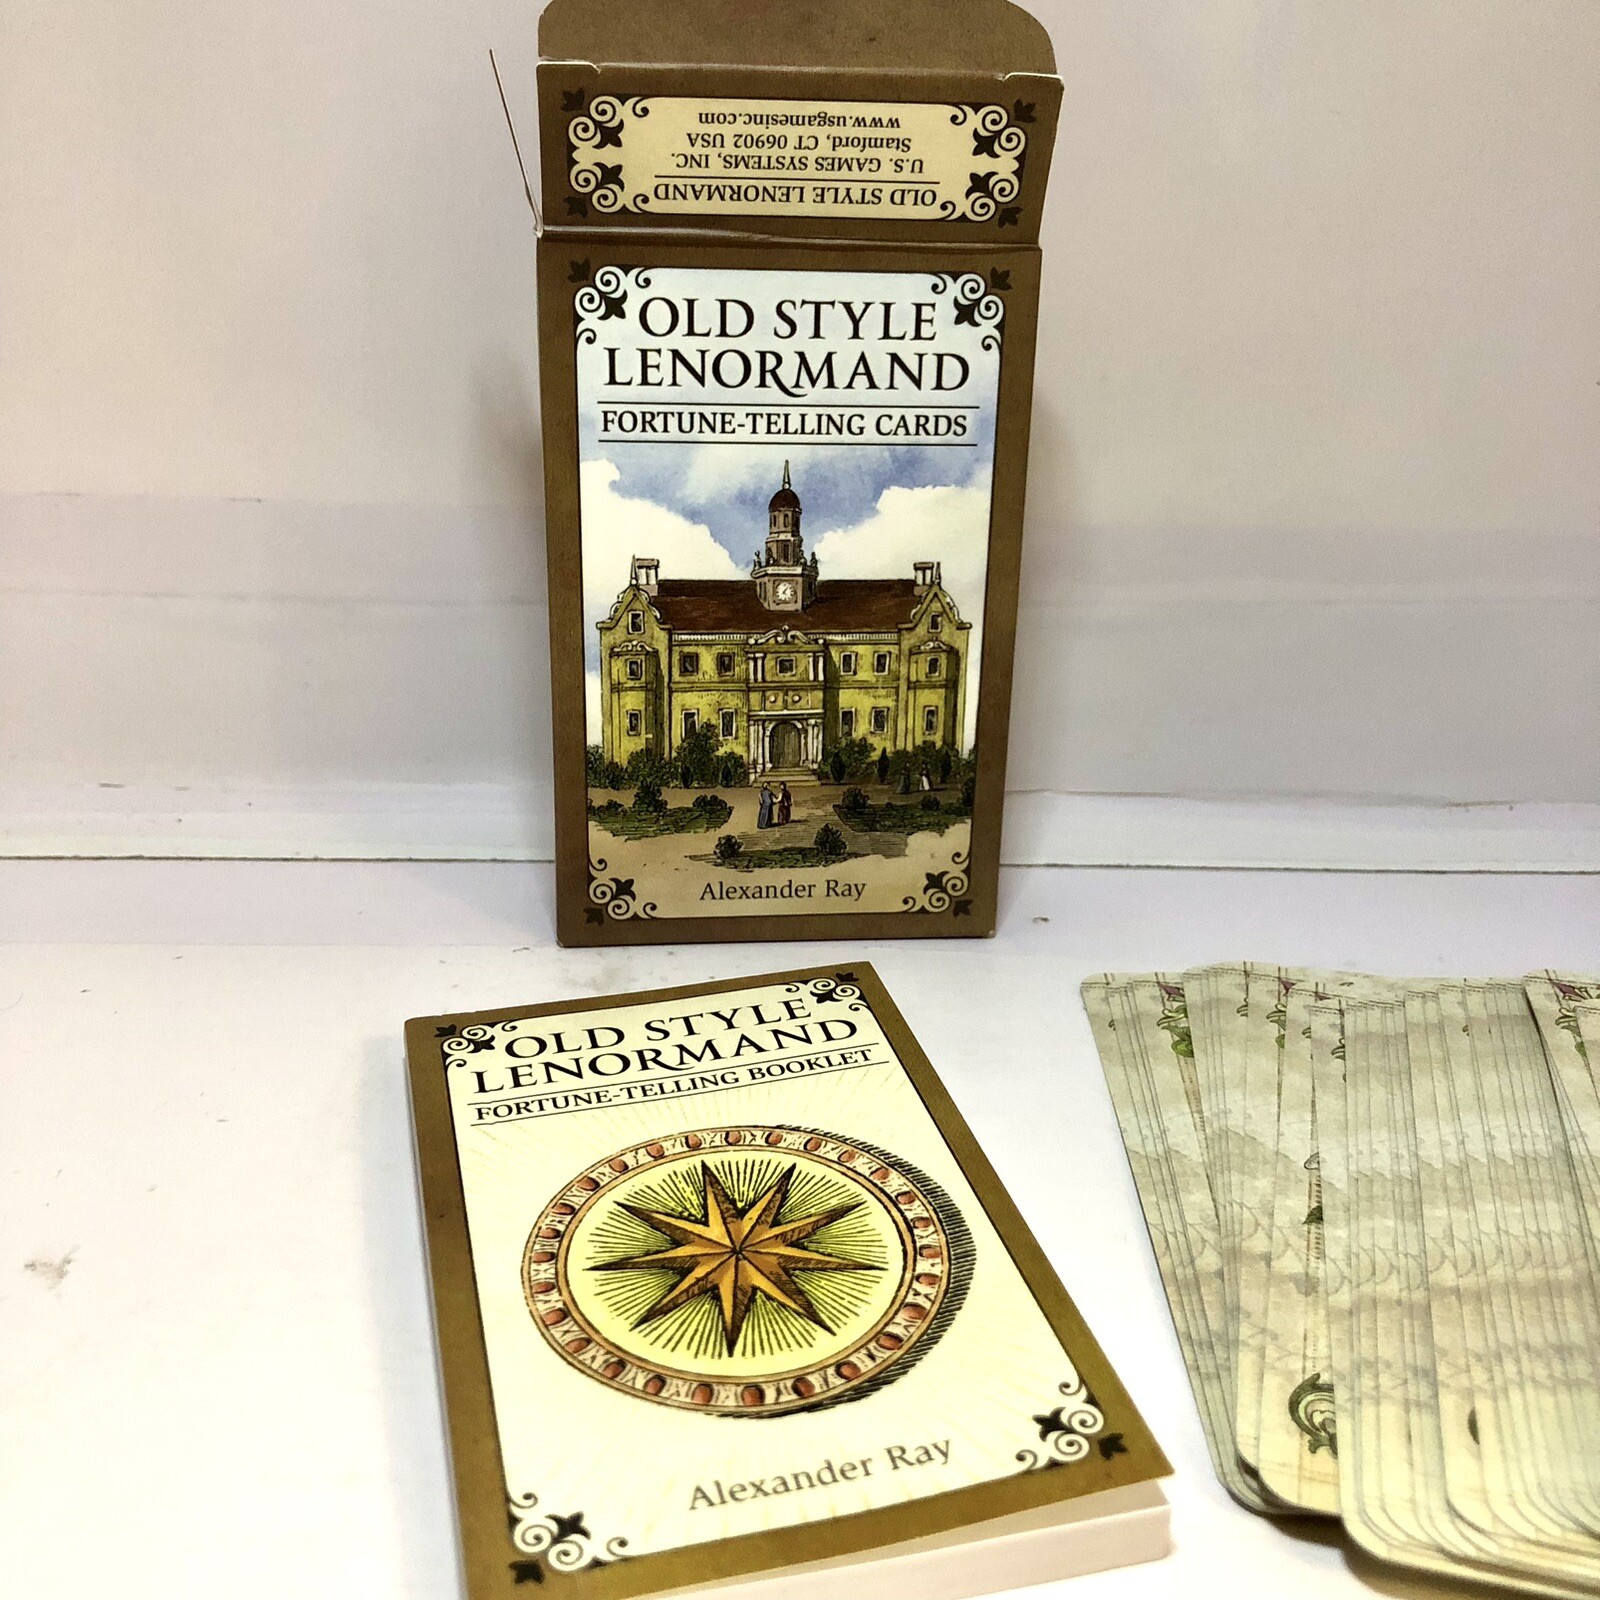 OLD STYLE LENORMAND
U.S. GAMES SYSTEMS, INC.
Stamford, CT 06902 USA
www.usgamesinc.com
OLD STYLE
LENORMAND
FORTUNE-TELLING CARDS
Alexander Ray
OLD STYLE
LENORMAND
FORTUNE-TELLING BOOKLET
Alexander Ray